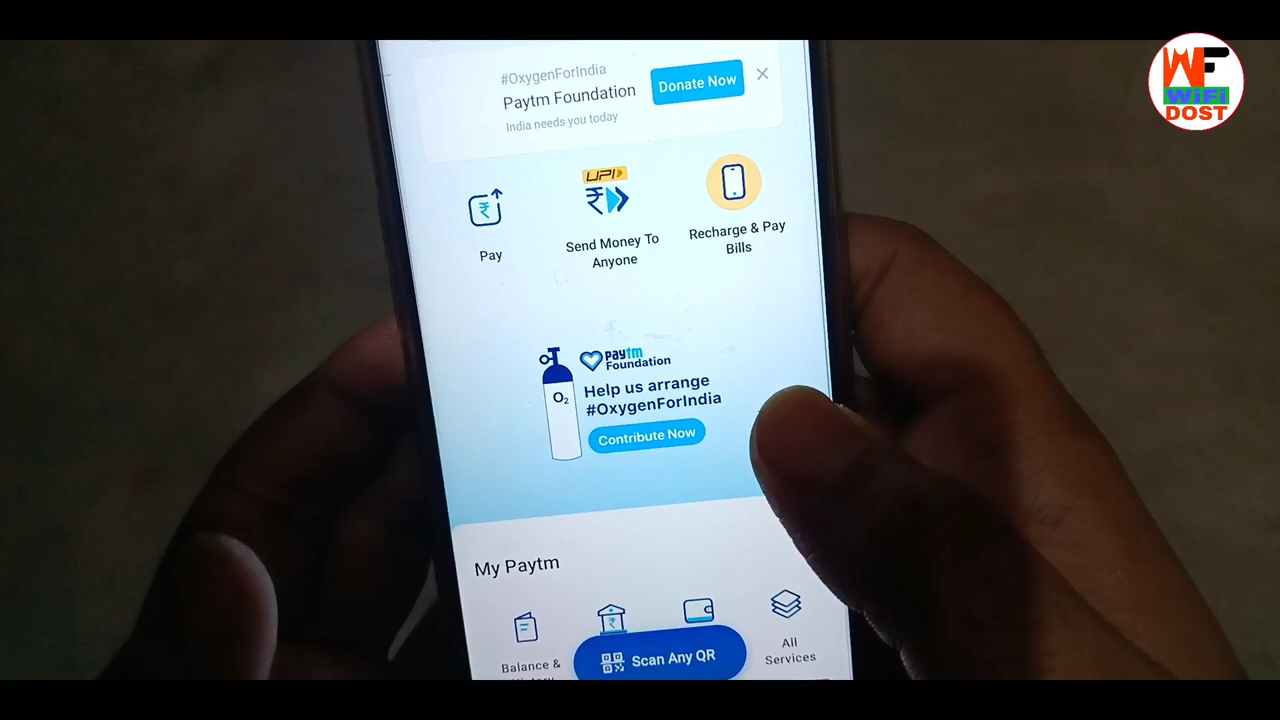 #OxygenForIndia
Paytm Foundation
India needs you today
Donate Now
WF
WiFi
DOST
UPI
Pay
Send Money To
Anyone
Recharge & Pay
Bills
paytm
Foundation
O₂
Help us arrange
#OxygenForIndia
Contribute Now
My Paytm
Balance &
All
Services
Scan Any QR